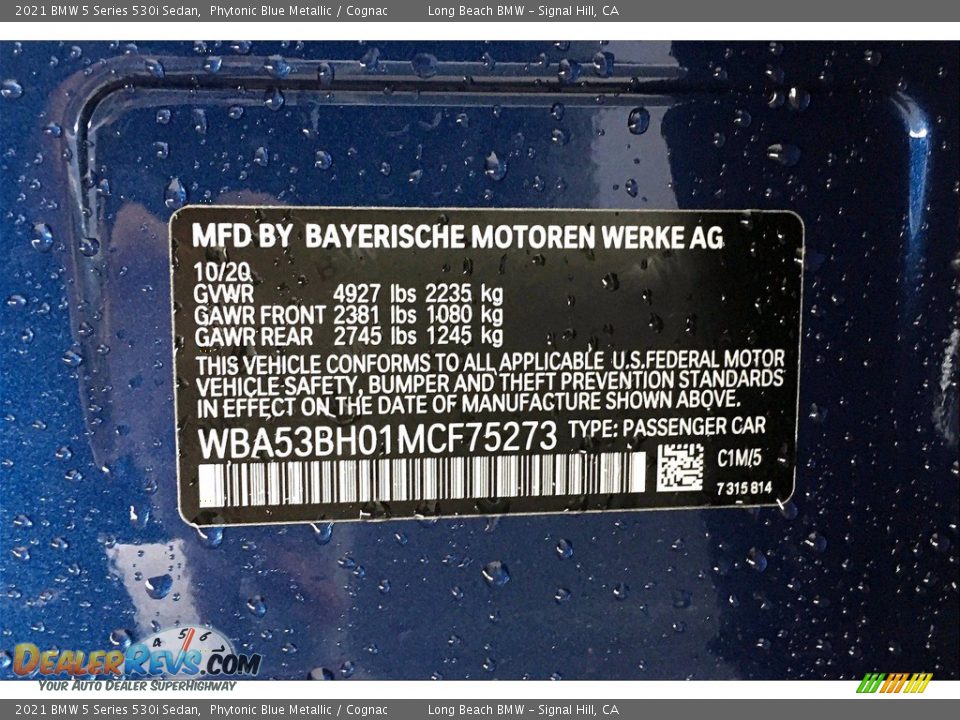 2021 BMW 5 Series 530i Sedan,  Phytonic Blue Metallic / Cognac    Long Beach BMW – Signal Hill, CA
MFD BY BAYERISCHE MOTOREN WERKE AG
10/20
GVWR 4927 lbs 2235 kg
GAWR FRONT 2381 lbs 1080 kg
GAWR REAR 2745 lbs 1245 kg
THIS VEHICLE CONFORMS TO ALL APPLICABLE U.S.FEDERAL MOTOR
VEHICLE SAFETY, BUMPER AND THEFT PREVENTION STANDARDS
IN EFFECT ON THE DATE OF MANUFACTURE SHOWN ABOVE.
WBA53BH01MCF75273 TYPE: PASSENGER CAR
C1M/5
7 315 814
4 5 6
DEALERREVS.COM
YOUR AUTO DEALER SUPERHIGHWAY
2021 BMW 5 Series 530i Sedan,  Phytonic Blue Metallic / Cognac    Long Beach BMW – Signal Hill, CA